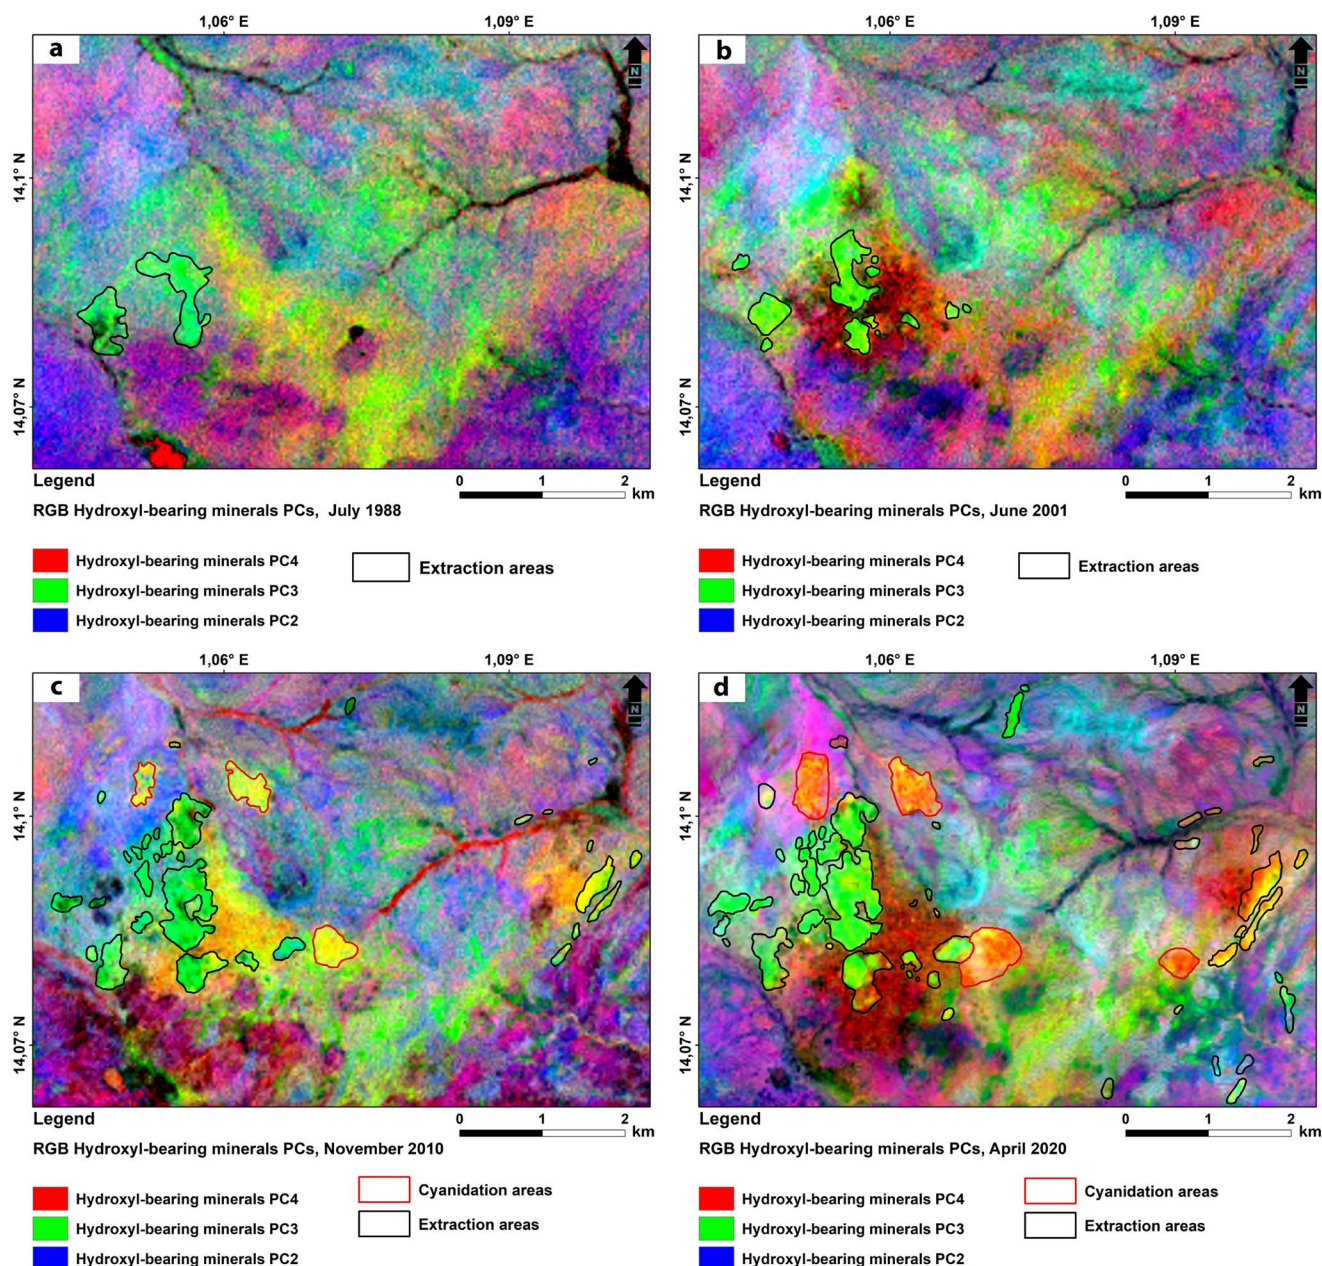 1,06° E 1,09° E
a
N
14,1° N
14,07° N
Legend
0 1 2 km
RGB Hydroxyl-bearing minerals PCs, July 1988
Hydroxyl-bearing minerals PC4
Hydroxyl-bearing minerals PC3
Hydroxyl-bearing minerals PC2
Extraction areas
1,06° E 1,09° E
b
N
14,1° N
14,07° N
Legend
0 1 2 km
RGB Hydroxyl-bearing minerals PCs, June 2001
Hydroxyl-bearing minerals PC4
Hydroxyl-bearing minerals PC3
Hydroxyl-bearing minerals PC2
Extraction areas
1,06° E 1,09° E
c
N
14,1° N
14,07° N
Legend
0 1 2 km
RGB Hydroxyl-bearing minerals PCs, November 2010
Hydroxyl-bearing minerals PC4
Hydroxyl-bearing minerals PC3
Hydroxyl-bearing minerals PC2
Cyanidation areas
Extraction areas
1,06° E 1,09° E
d
N
14,1° N
14,07° N
Legend
0 1 2 km
RGB Hydroxyl-bearing minerals PCs, April 2020
Hydroxyl-bearing minerals PC4
Hydroxyl-bearing minerals PC3
Hydroxyl-bearing minerals PC2
Cyanidation areas
Extraction areas